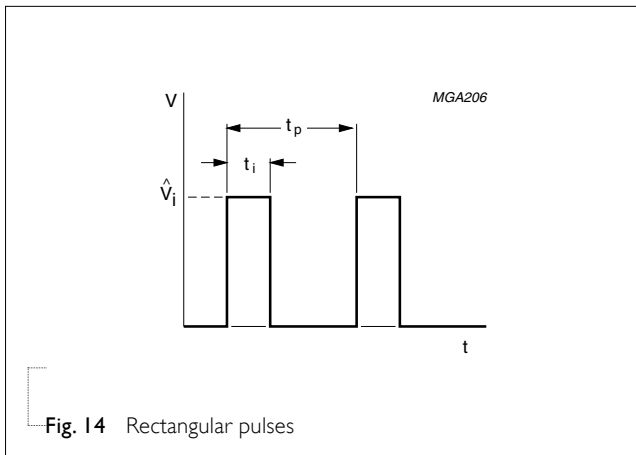 V
MGA206
t_p
t_i
V̂_i
t
Fig. 14 Rectangular pulses